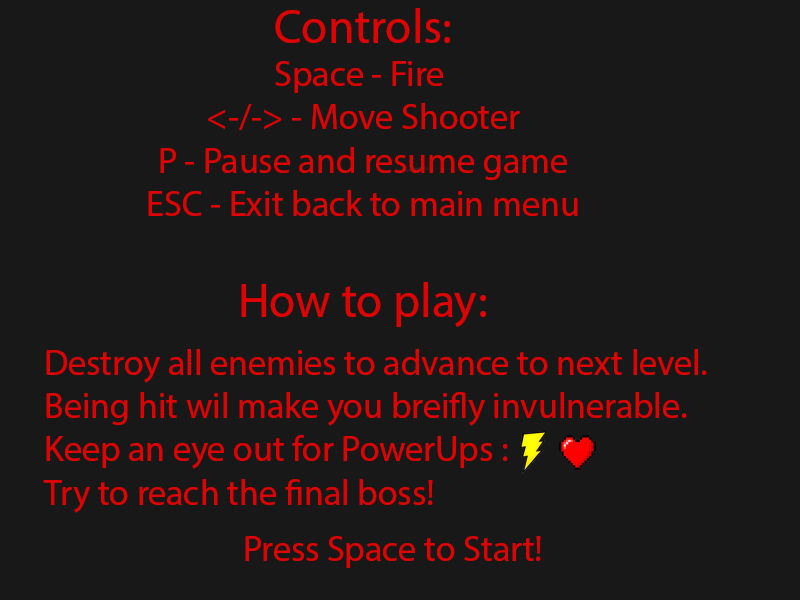 Controls:
Space - Fire
<-/-> - Move Shooter
P - Pause and resume game
ESC - Exit back to main menu
How to play:
Destroy all enemies to advance to next level.
Being hit wil make you breifly invulnerable.
Keep an eye out for PowerUps :
Try to reach the final boss!
Press Space to Start!